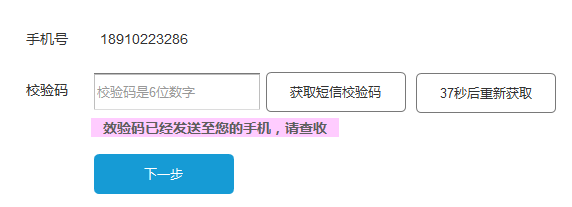 手机号 18910223286
校验码 校验码是6位数字 获取短信校验码 37秒后重新获取
效验码已经发送至您的手机，请查收
下一步